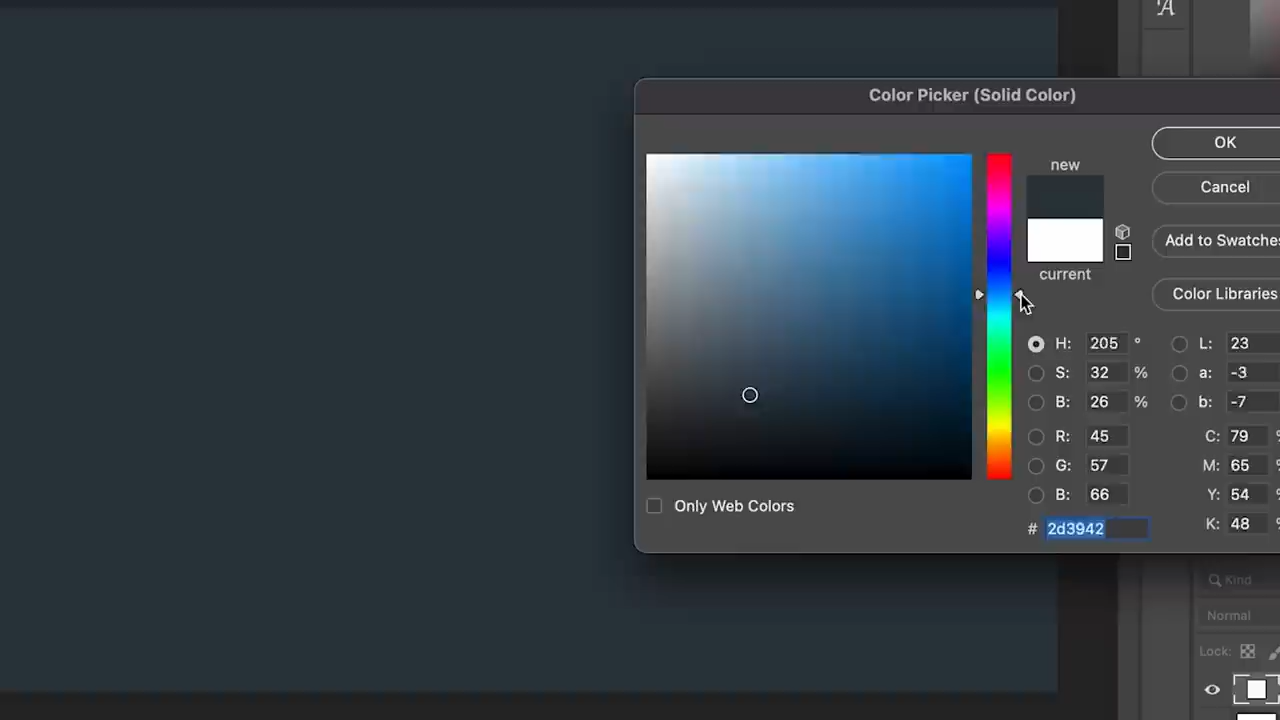 A
Color Picker (Solid Color)
OK
new
Cancel
Add to Swatches
current
Color Libraries
H: 205 ° L: 23
S: 32 % a: -3
B: 26 % b: -7
R: 45 C: 79 %
G: 57 M: 65 %
B: 66 Y: 54 %
# 2d3942 K: 48 %
Only Web Colors
Kind
Normal
Lock: